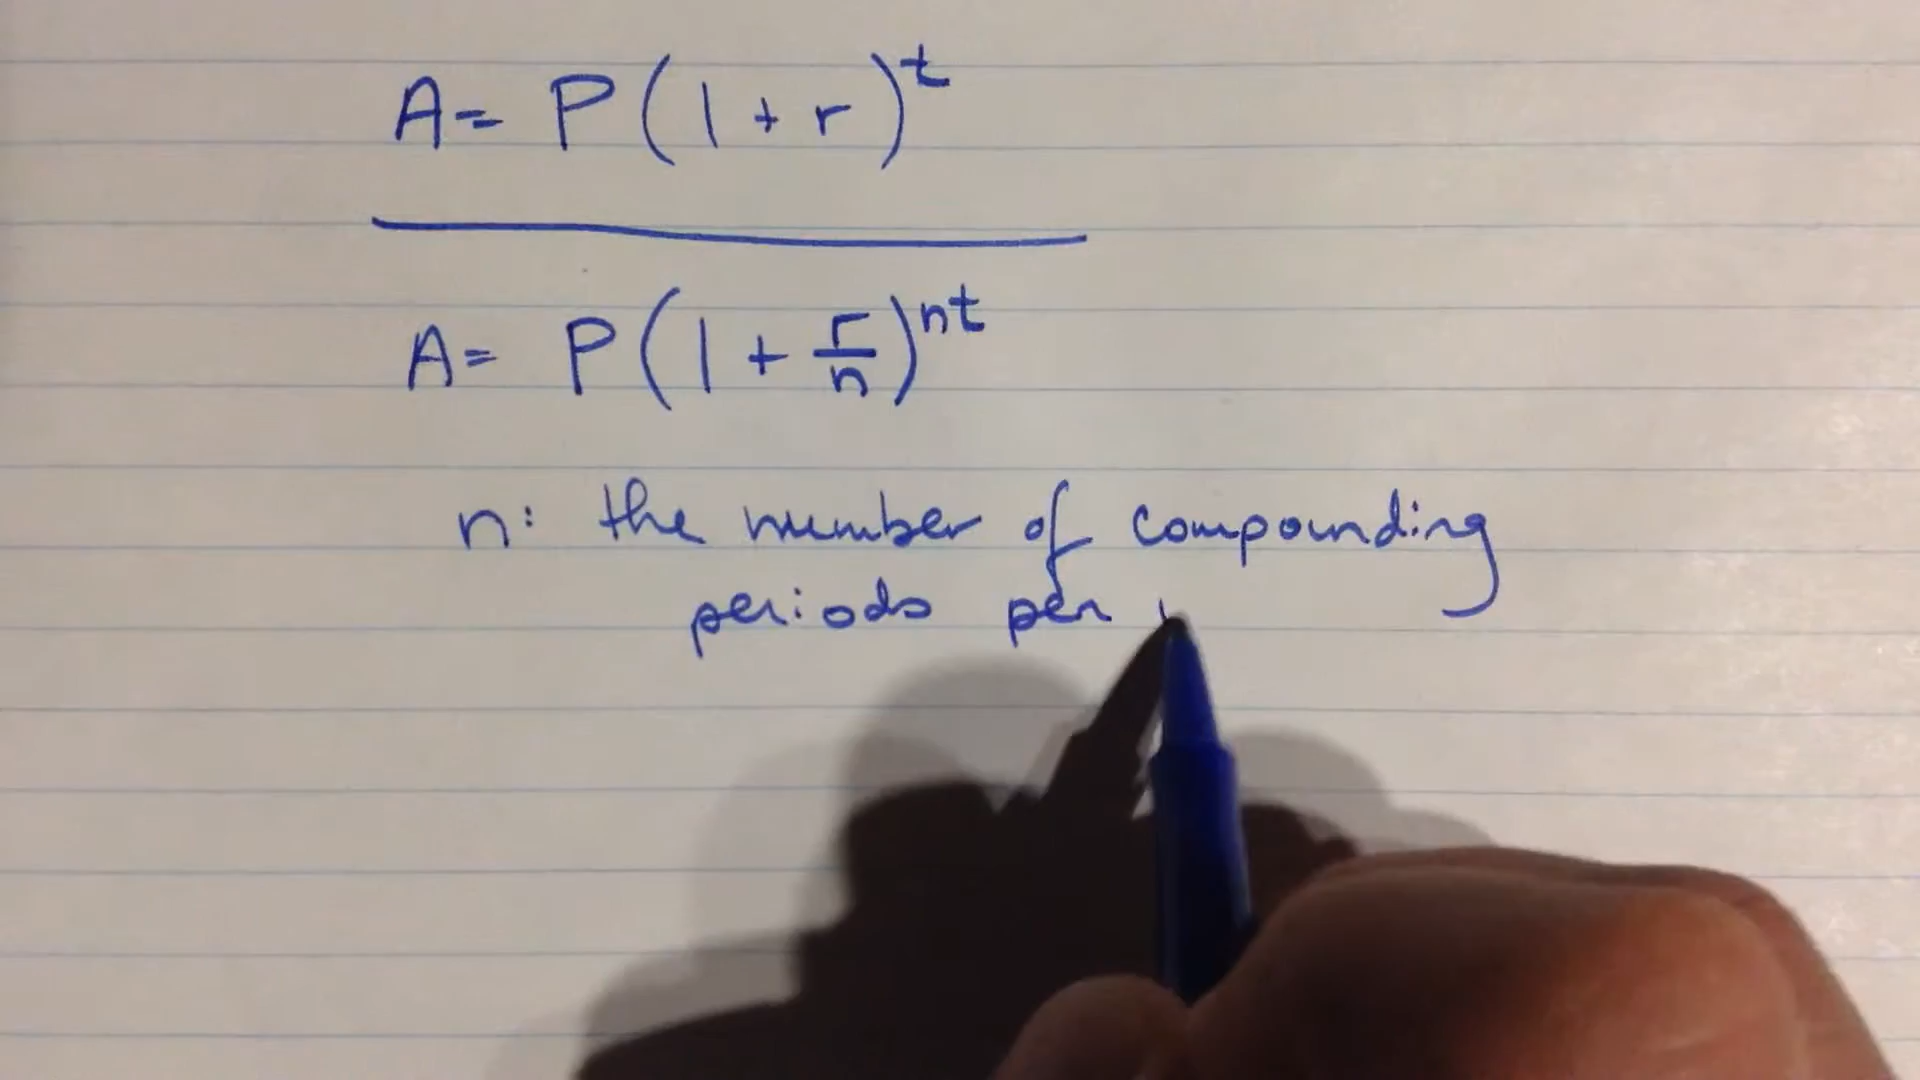 A = P(1 + r)^t
A = P(1 + r/n)^nt
n: the number of compounding
periods per